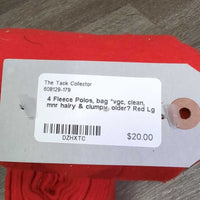 The Tack Collector
608129-179
4 Fleece Polos, bag *vgc, clean,
mnr hairy & clumpy, older? Red Lg
DZHXTC
$20.00